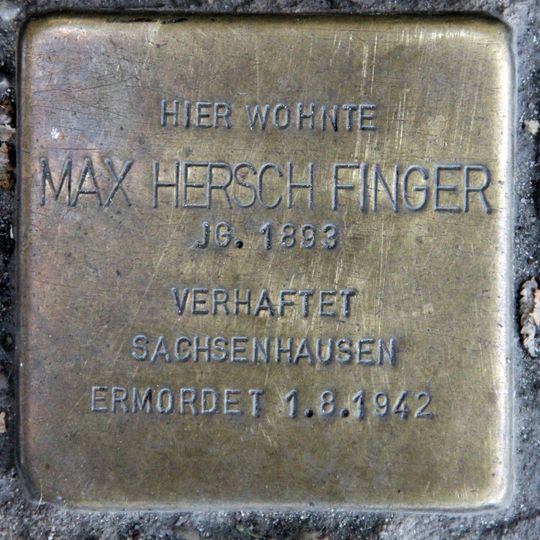 HIER WOHNTE
MAX HERSCH FINGER
JG. 1893
VERHAFTET
SACHSENHAUSEN
ERMORDET 1.8.1942